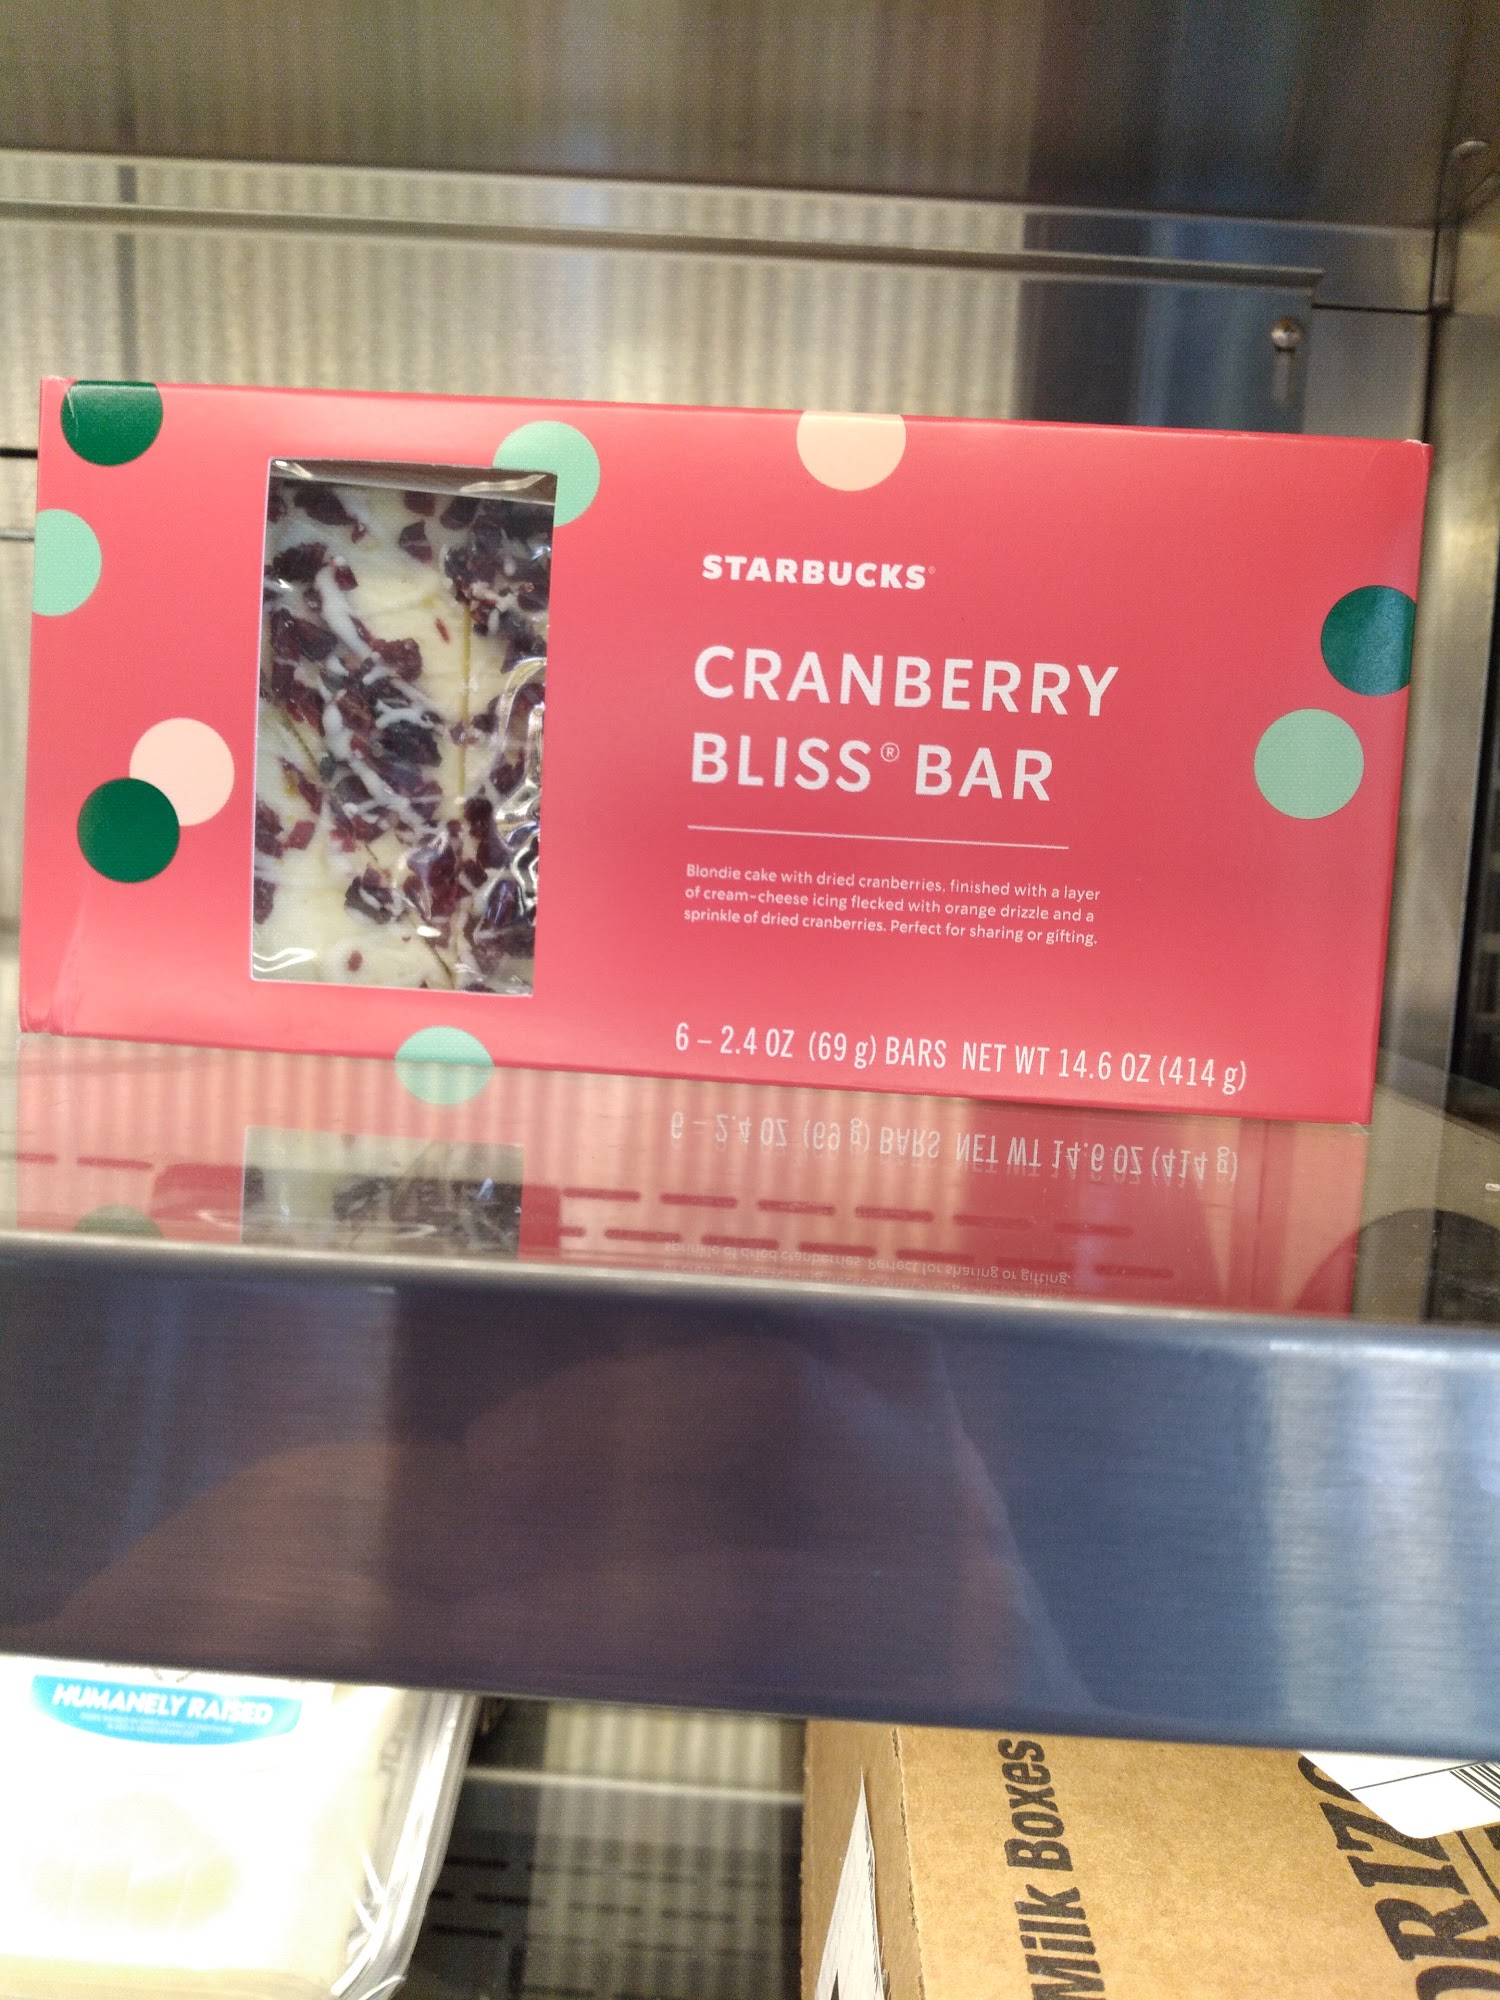 STARBUCKS®
CRANBERRY
BLISS® BAR
Blondie cake with dried cranberries, finished with a layer
of cream-cheese icing flecked with orange drizzle and a
sprinkle of dried cranberries. Perfect for sharing or gifting.
6 – 2.4 OZ (69 g) BARS NET WT 14.6 OZ (414 g)
HUMANELY RAISED
Milk Boxes